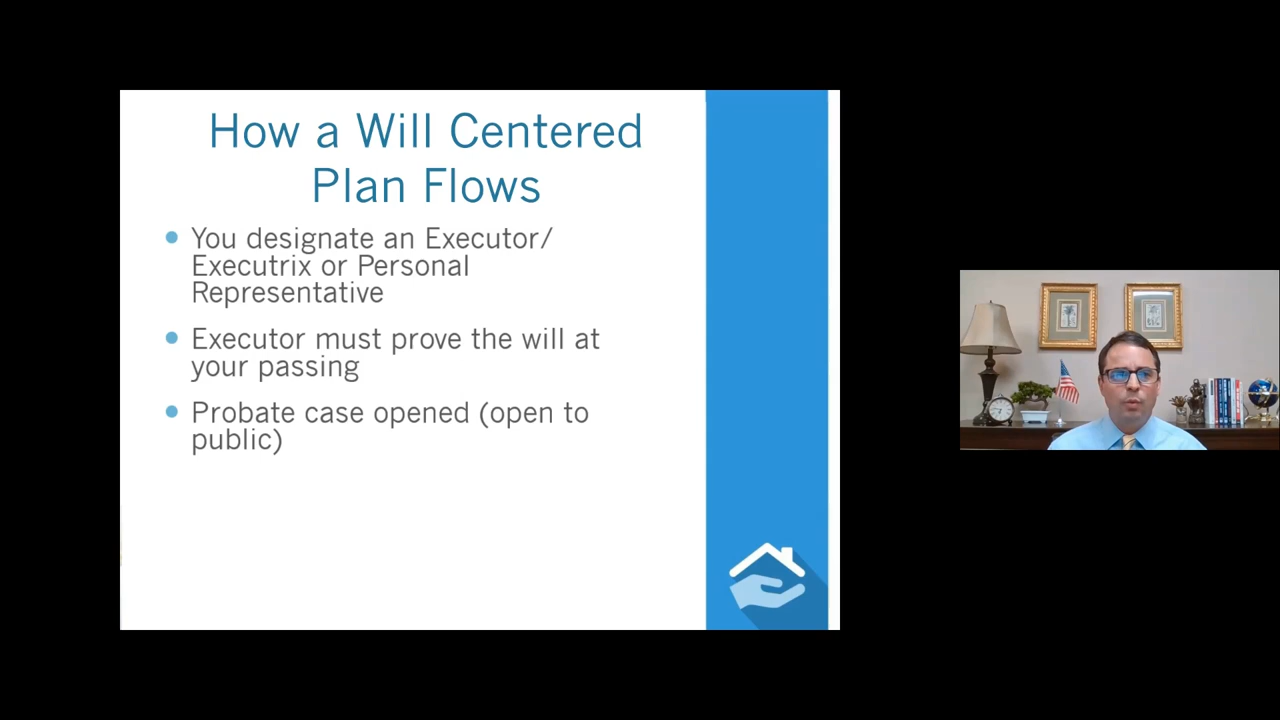 How a Will Centered
Plan Flows
• You designate an Executor/
Executrix or Personal
Representative
• Executor must prove the will at
your passing
• Probate case opened (open to
public)